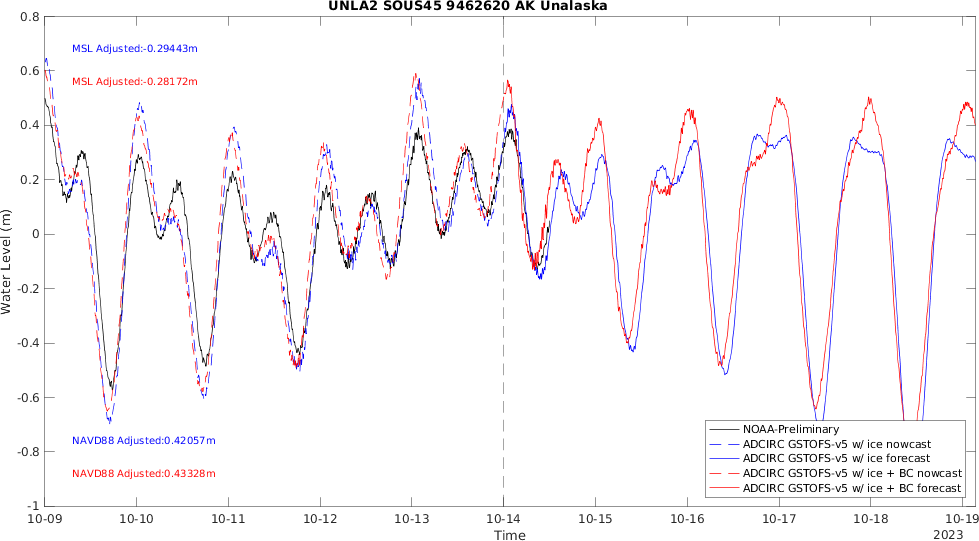 UNLA2 SOUS45 9462620 AK Unalaska
MSL Adjusted:-0.29443m
MSL Adjusted:-0.28172m
NAVD88 Adjusted:0.42057m
NAVD88 Adjusted:0.43328m
Water Level (m)
0.8
0.6
0.4
0.2
0
-0.2
-0.4
-0.6
-0.8
-1
NOAA-Preliminary
ADCIRC GSTOFS-v5 w/ ice nowcast
ADCIRC GSTOFS-v5 w/ ice forecast
ADCIRC GSTOFS-v5 w/ ice + BC nowcast
ADCIRC GSTOFS-v5 w/ ice + BC forecast
10-09 10-10 10-11 10-12 10-13 10-14 10-15 10-16 10-17 10-18 10-19
Time
2023